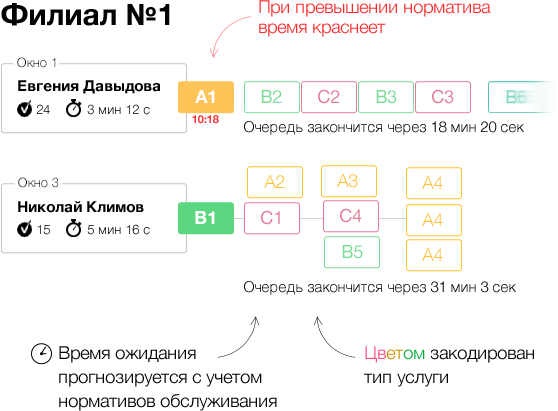 Филиал №1
При превышении норматива
время краснеет
Окно 1
Евгения Давыдова
24 3 мин 12 с
A1
B2
C2
B3
C3
10:18
Очередь закончится через 18 мин 20 сек
Окно 3
Николай Климов
15 5 мин 16 с
B1
A2
A3
A4
C1
C4
A4
B5
A4
Очередь закончится через 31 мин 3 сек
Время ожидания
прогнозируется с учетом
нормативов обслуживания
Цветом закодирован
тип услуги